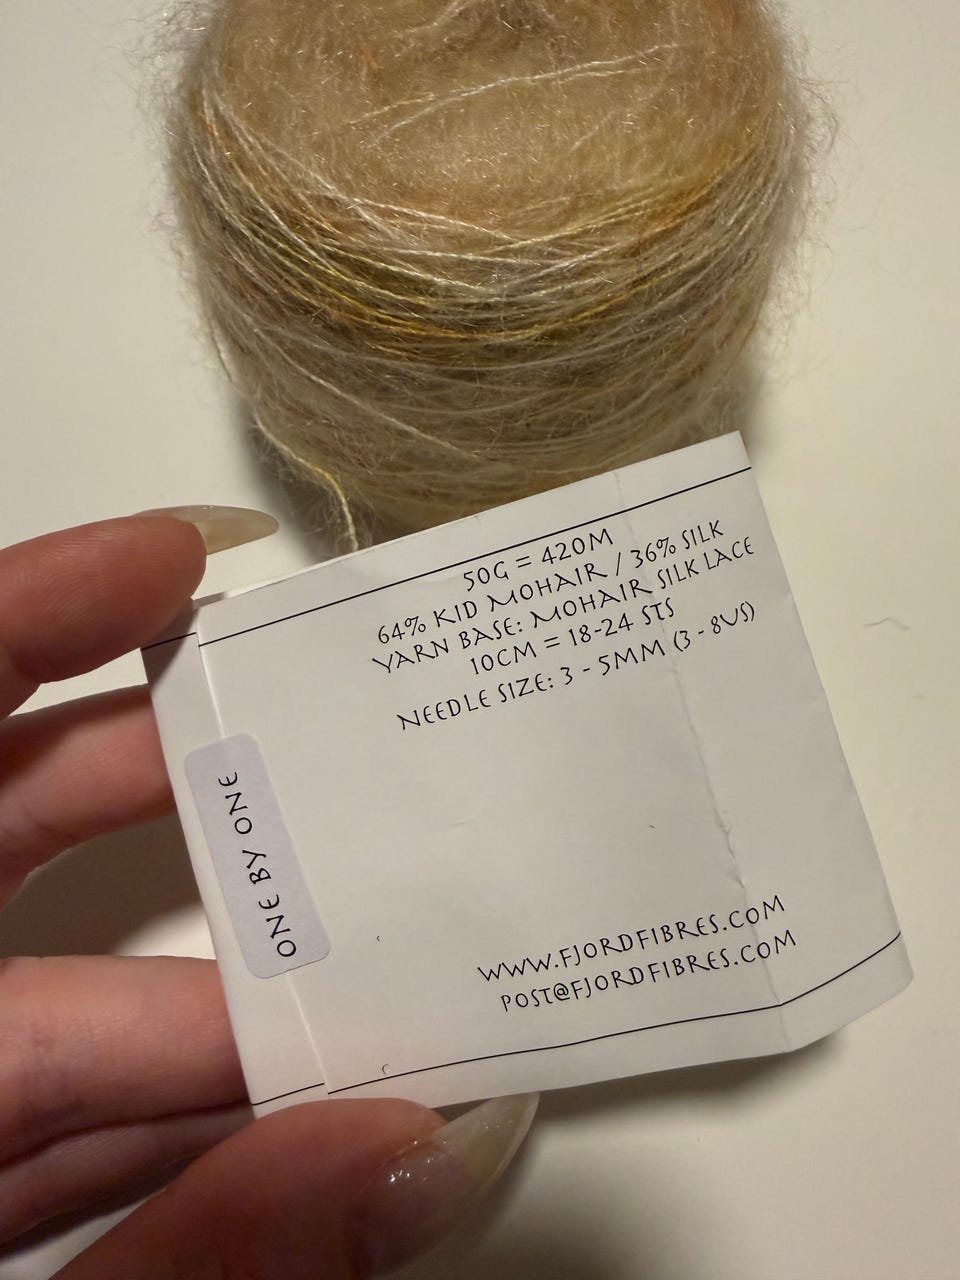 50G = 420M
64% KID MOHAIR / 36% SILK
YARN BASE: MOHAIR SILK LACE
10CM = 18-24 STS
NEEDLE SIZE: 3 - 5MM (3 - 8US)
ONE BY ONE
WWW.FJORDFIBRES.COM
POST@FJORDFIBRES.COM